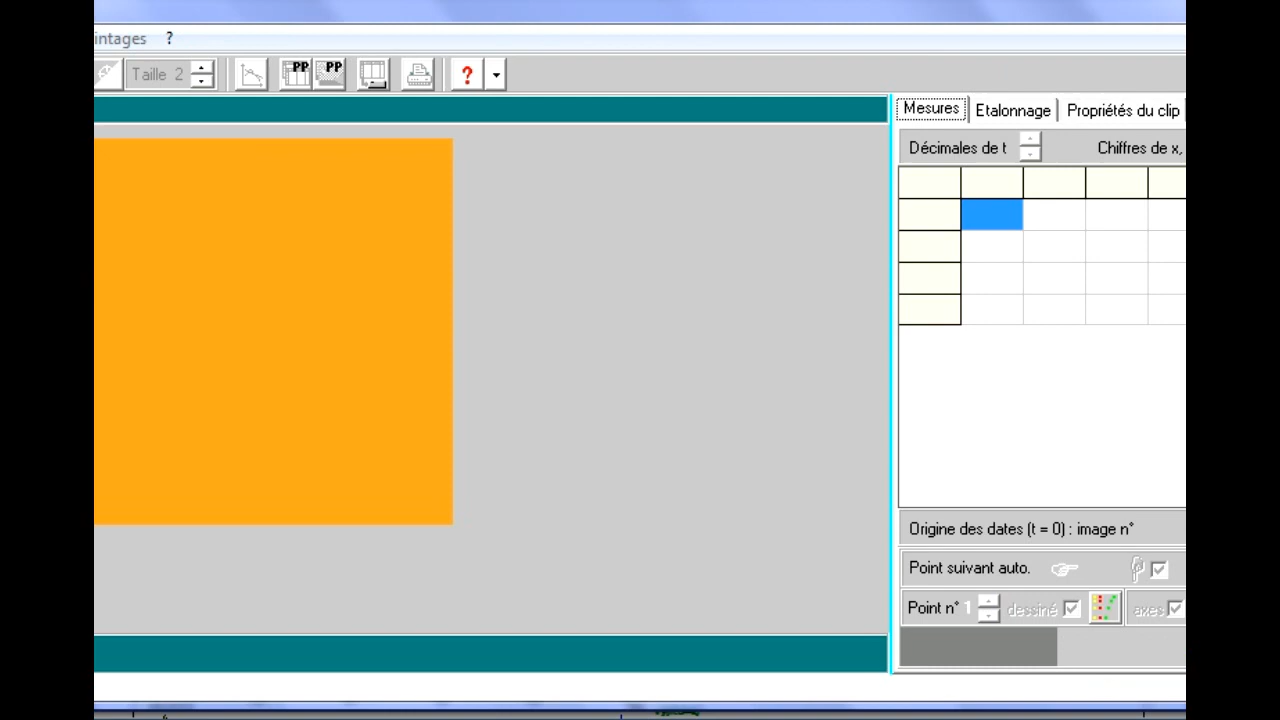 intages ?
Taille 2 PP PP ?
Mesures Etalonnage Propriétés du clip
Décimales de t Chiffres de x,
Origine des dates (t = 0) : image n°
Point suivant auto.
Point n° 1 dessiné axes